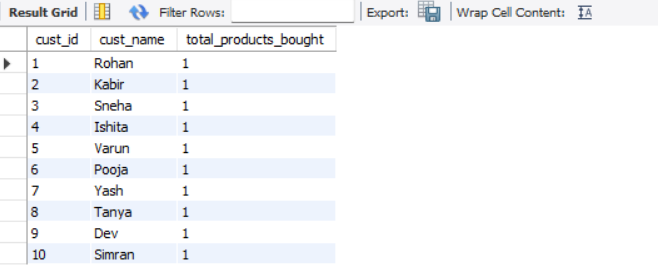 Result Grid Filter Rows: Export: Wrap Cell Content: IA
cust_id cust_name total_products_bought
1 Rohan 1
2 Kabir 1
3 Sneha 1
4 Ishita 1
5 Varun 1
6 Pooja 1
7 Yash 1
8 Tanya 1
9 Dev 1
10 Simran 1